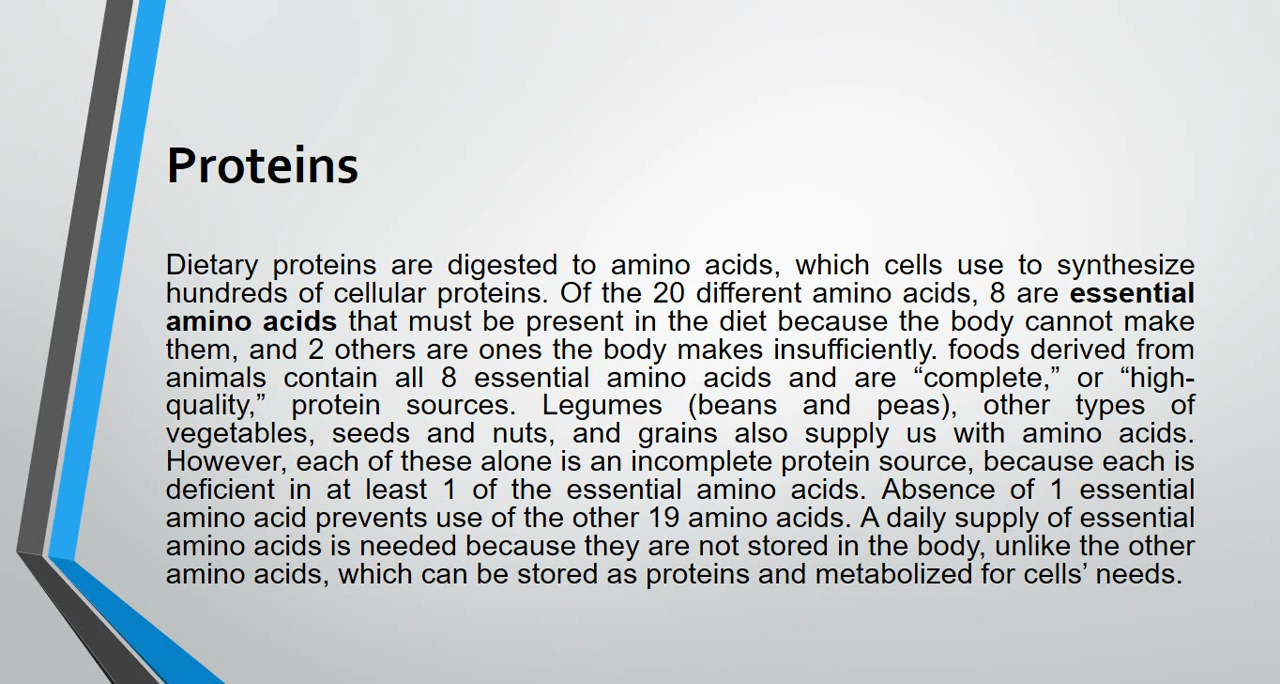 Proteins
Dietary proteins are digested to amino acids, which cells use to synthesize
hundreds of cellular proteins. Of the 20 different amino acids, 8 are essential
amino acids that must be present in the diet because the body cannot make
them, and 2 others are ones the body makes insufficiently. foods derived from
animals contain all 8 essential amino acids and are “complete,” or “high-
quality,” protein sources. Legumes (beans and peas), other types of
vegetables, seeds and nuts, and grains also supply us with amino acids.
However, each of these alone is an incomplete protein source, because each is
deficient in at least 1 of the essential amino acids. Absence of 1 essential
amino acid prevents use of the other 19 amino acids. A daily supply of essential
amino acids is needed because they are not stored in the body, unlike the other
amino acids, which can be stored as proteins and metabolized for cells’ needs.